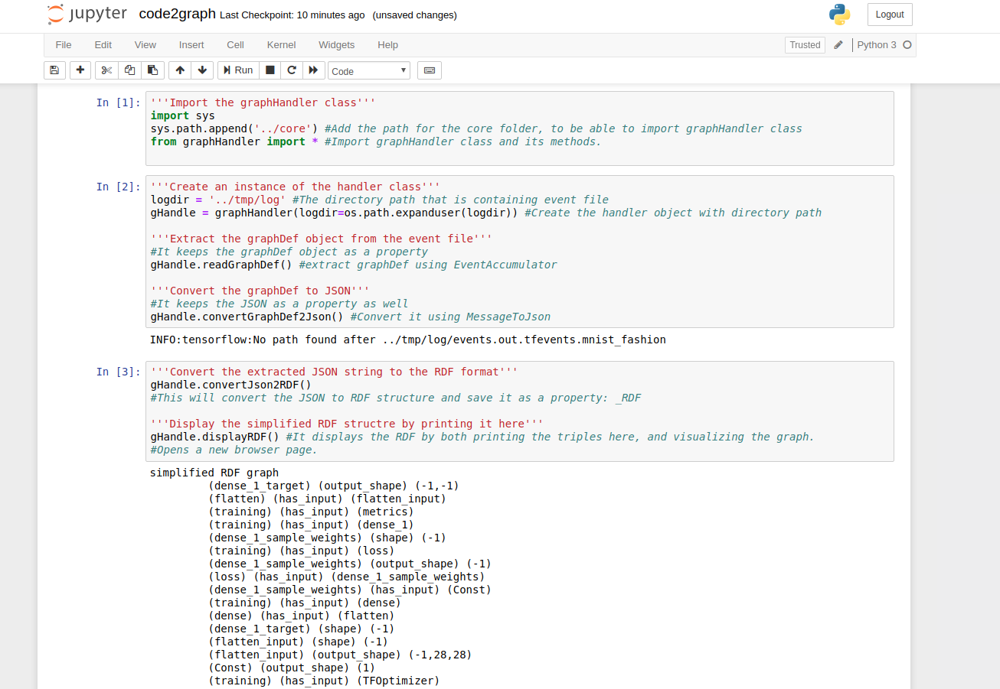 jupyter code2graph Last Checkpoint: 10 minutes ago (unsaved changes)
Logout
File Edit View Insert Cell Kernel Widgets Help
Trusted Python 3
Run Code
In [1]: '''Import the graphHandler class'''
import sys
sys.path.append('../core') #Add the path for the core folder, to be able to import graphHandler class
from graphHandler import * #Import graphHandler class and its methods.
In [2]: '''Create an instance of the handler class'''
logdir = '../tmp/log' #The directory path that is containing event file
gHandle = graphHandler(logdir=os.path.expanduser(logdir)) #Create the handler object with directory path
'''Extract the graphDef object from the event file'''
#It keeps the graphDef object as a property
gHandle.readGraphDef() #extract graphDef using EventAccumulator
'''Convert the graphDef to JSON'''
#It keeps the JSON as a property as well
gHandle.convertGraphDef2Json() #Convert it using MessageToJson
INFO:tensorflow:No path found after ../tmp/log/events.out.tfevents.mnist_fashion
In [3]: '''Convert the extracted JSON string to the RDF format'''
gHandle.convertJson2RDF()
#This will convert the JSON to RDF structure and save it as a property: _RDF
'''Display the simplified RDF structre by printing it here'''
gHandle.displayRDF() #It displays the RDF by both printing the triples here, and visualizing the graph.
#Opens a new browser page.
simplified RDF graph
(dense_1_target) (output_shape) (-1,-1)
(flatten) (has_input) (flatten_input)
(training) (has_input) (metrics)
(training) (has_input) (dense_1)
(dense_1_sample_weights) (shape) (-1)
(training) (has_input) (loss)
(dense_1_sample_weights) (output_shape) (-1)
(loss) (has_input) (dense_1_sample_weights)
(dense_1_sample_weights) (has_input) (Const)
(training) (has_input) (dense)
(dense) (has_input) (flatten)
(dense_1_target) (shape) (-1)
(flatten_input) (shape) (-1)
(flatten_input) (output_shape) (-1,28,28)
(Const) (output_shape) (1)
(training) (has_input) (TFOptimizer)